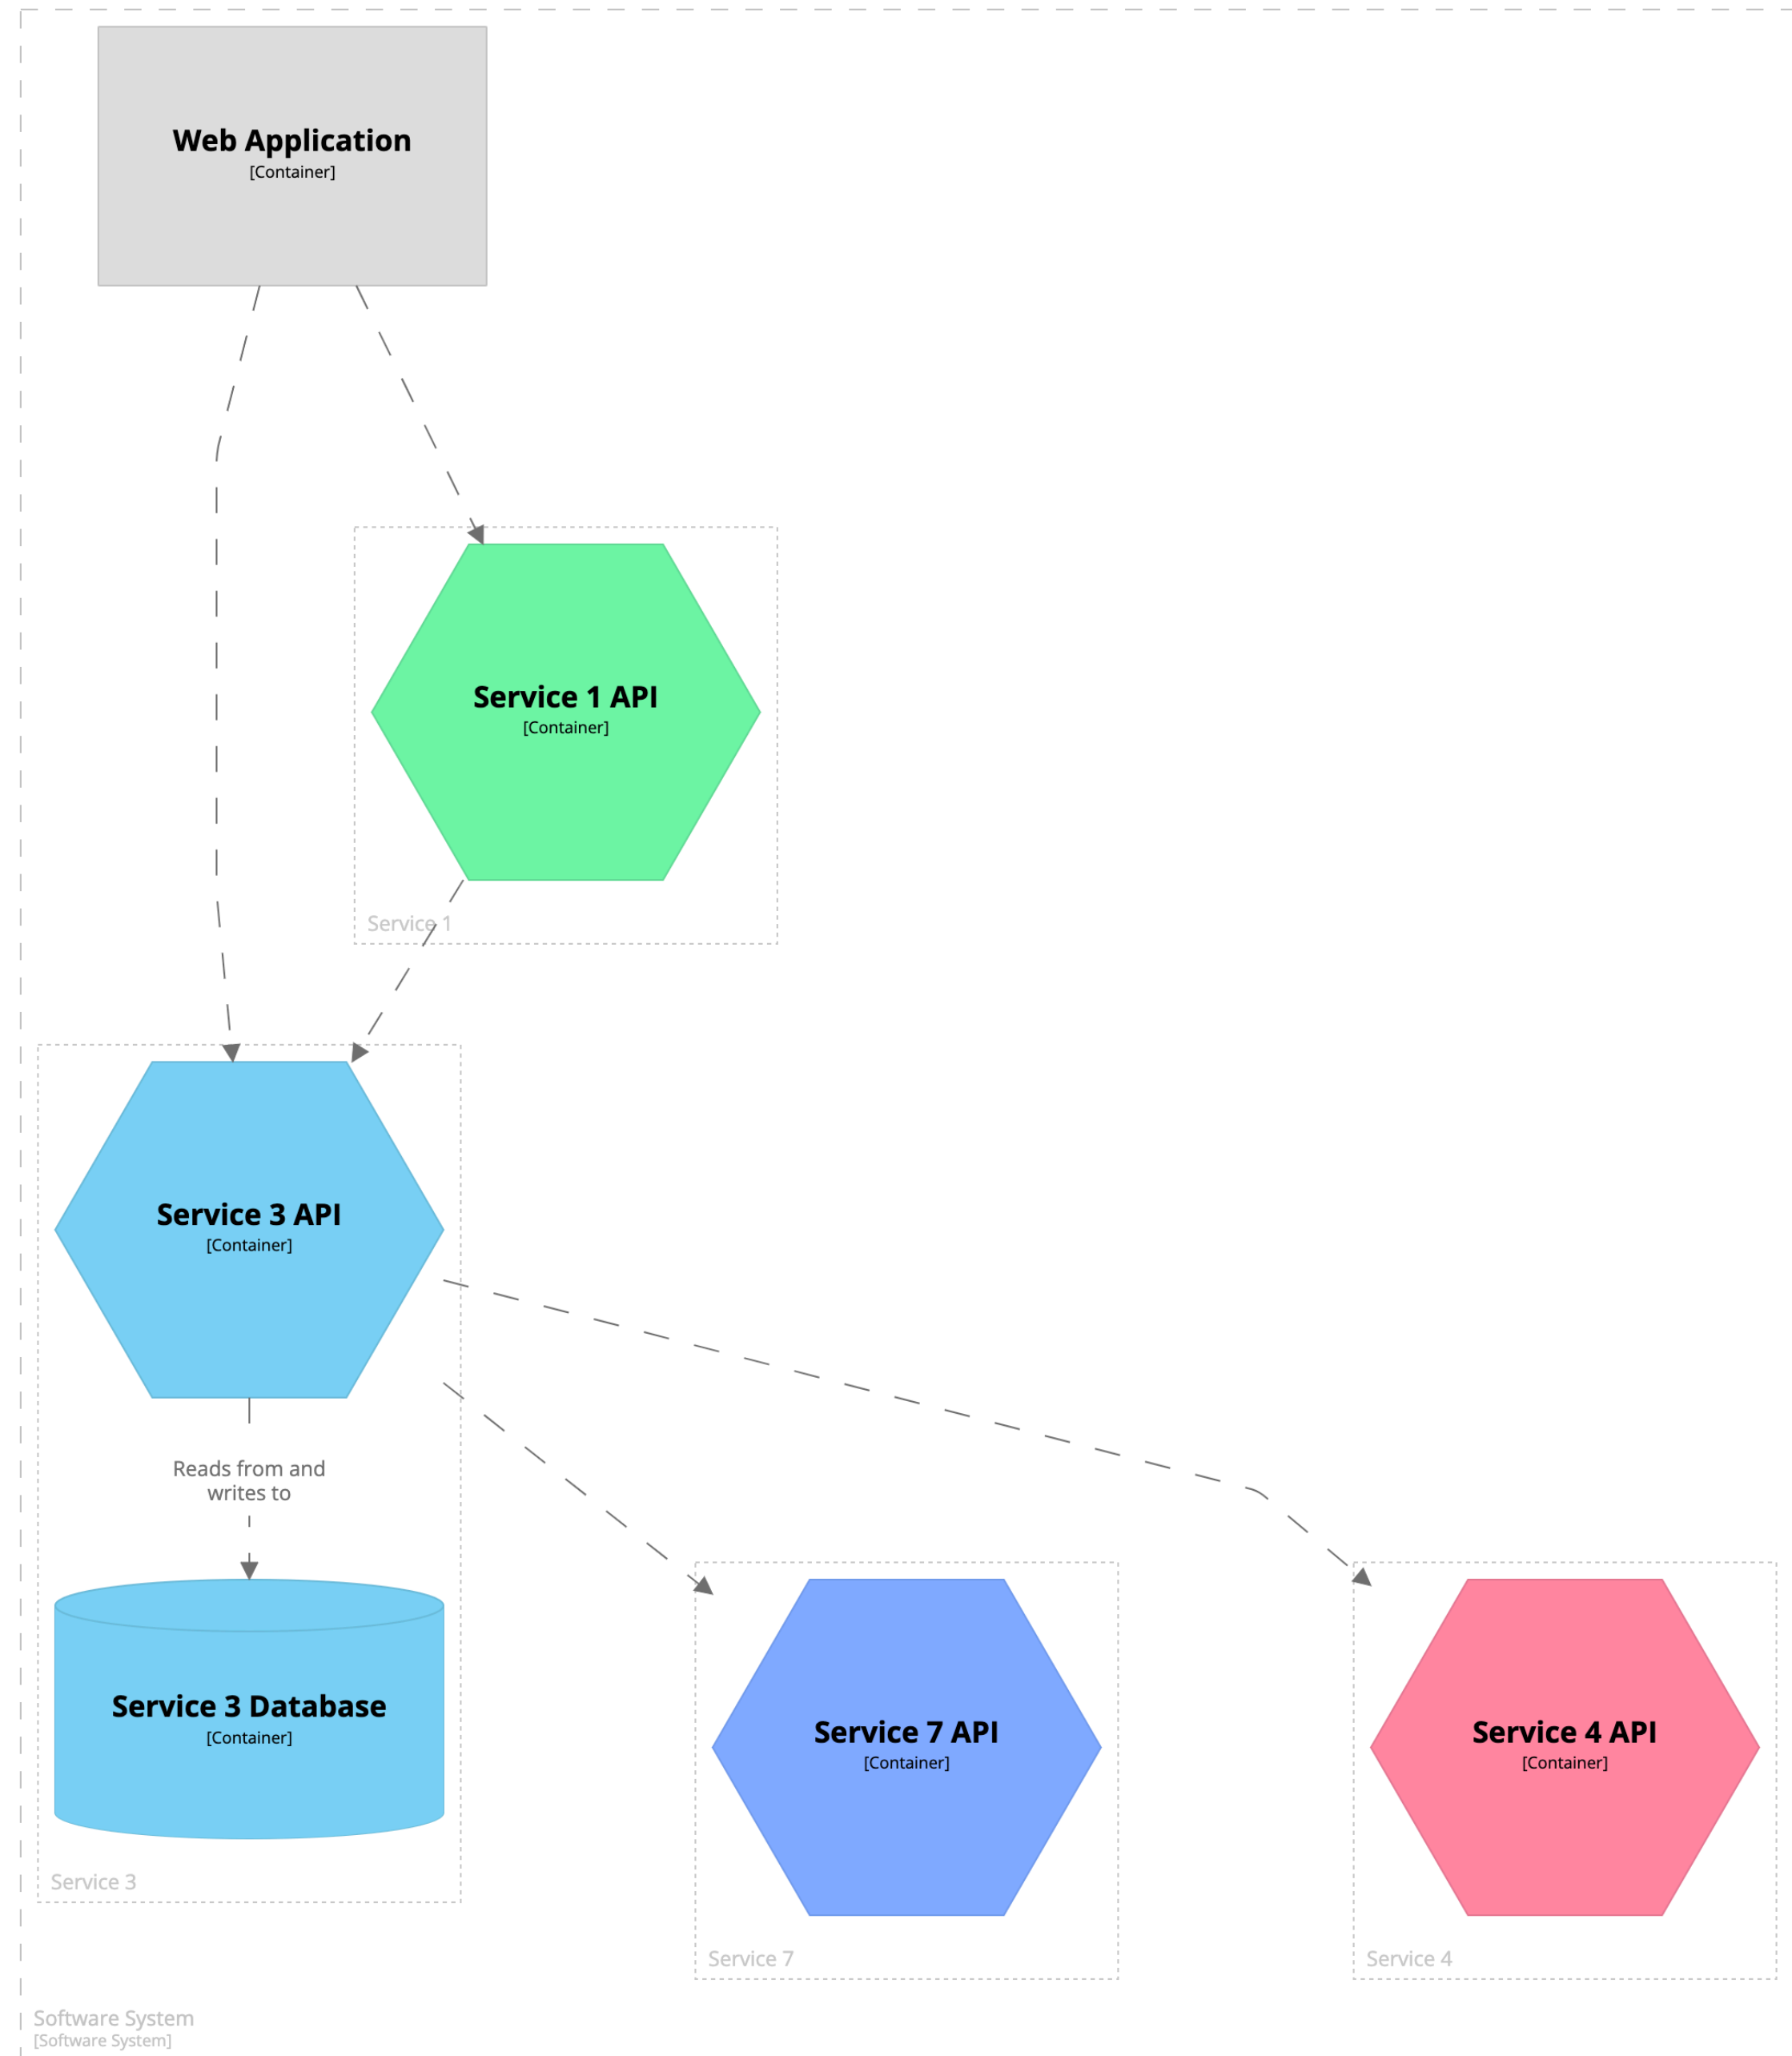 Web Application
[Container]
Service 1 API
[Container]
Service 1
Service 3 API
[Container]
Reads from and
writes to
Service 3 Database
[Container]
Service 3
Service 7 API
[Container]
Service 7
Service 4 API
[Container]
Service 4
Software System
[Software System]